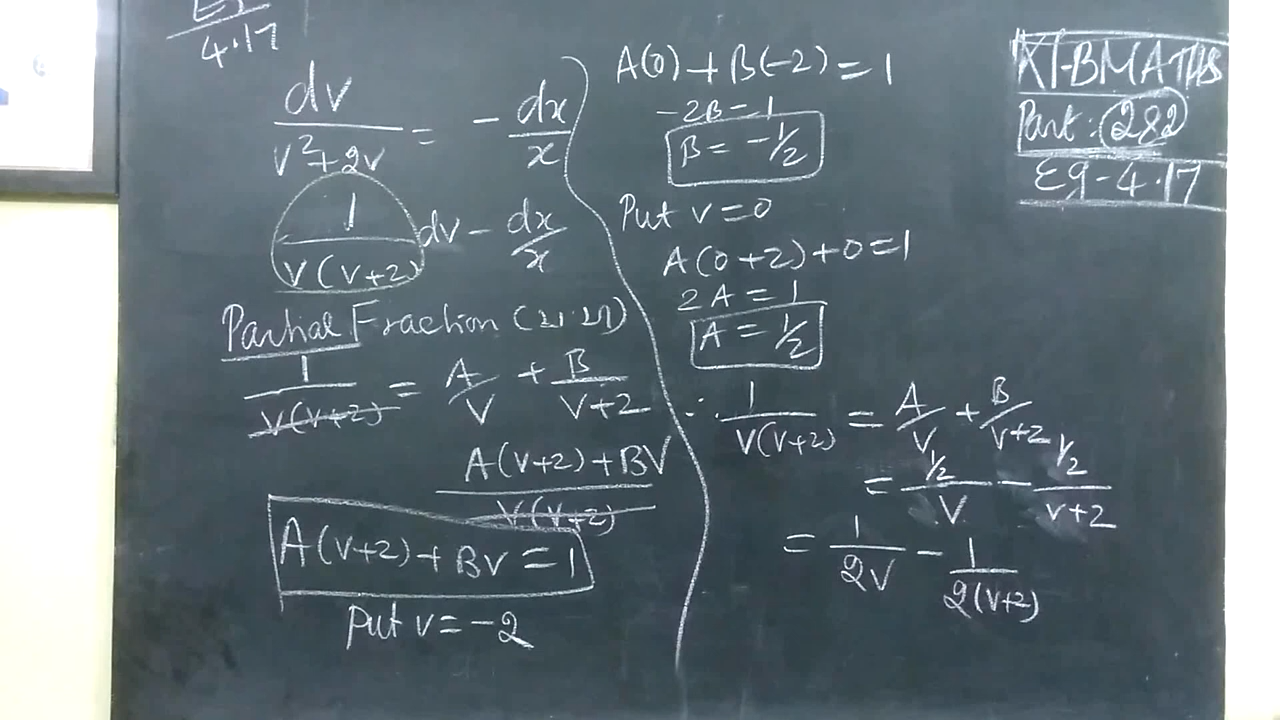 Eg
4.17
dv / v²+2v = - dx / x
1 / v(v+2) dv - dx / x
Partial Fraction (21.27)
1 / v(v+2) = A / v + B / v+2
A(v+2)+BV / v(v+2)
A(v+2)+Bv=1
Put v=-2
A(0)+B(-2)=1
-2B=1
B=-1/2
Put v=0
A(0+2)+0=1
2A=1
A=1/2
∴ 1 / v(v+2) = A / v + B / v+2
= 1/2 / v - 1/2 / v+2
= 1 / 2v - 1 / 2(v+2)
XI-BMATHS
Part: 282
Eg-4.17